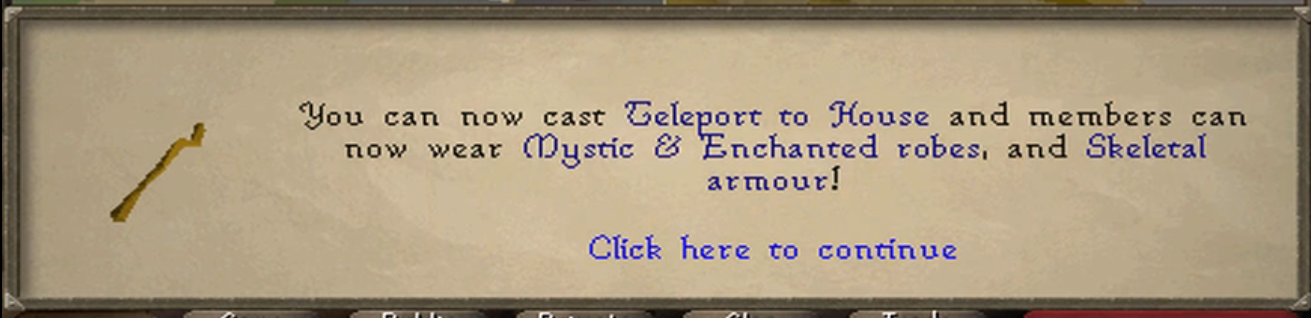 You can now cast Teleport to House and members can
now wear Mystic & Enchanted robes, and Skeletal
armour!
Click here to continue